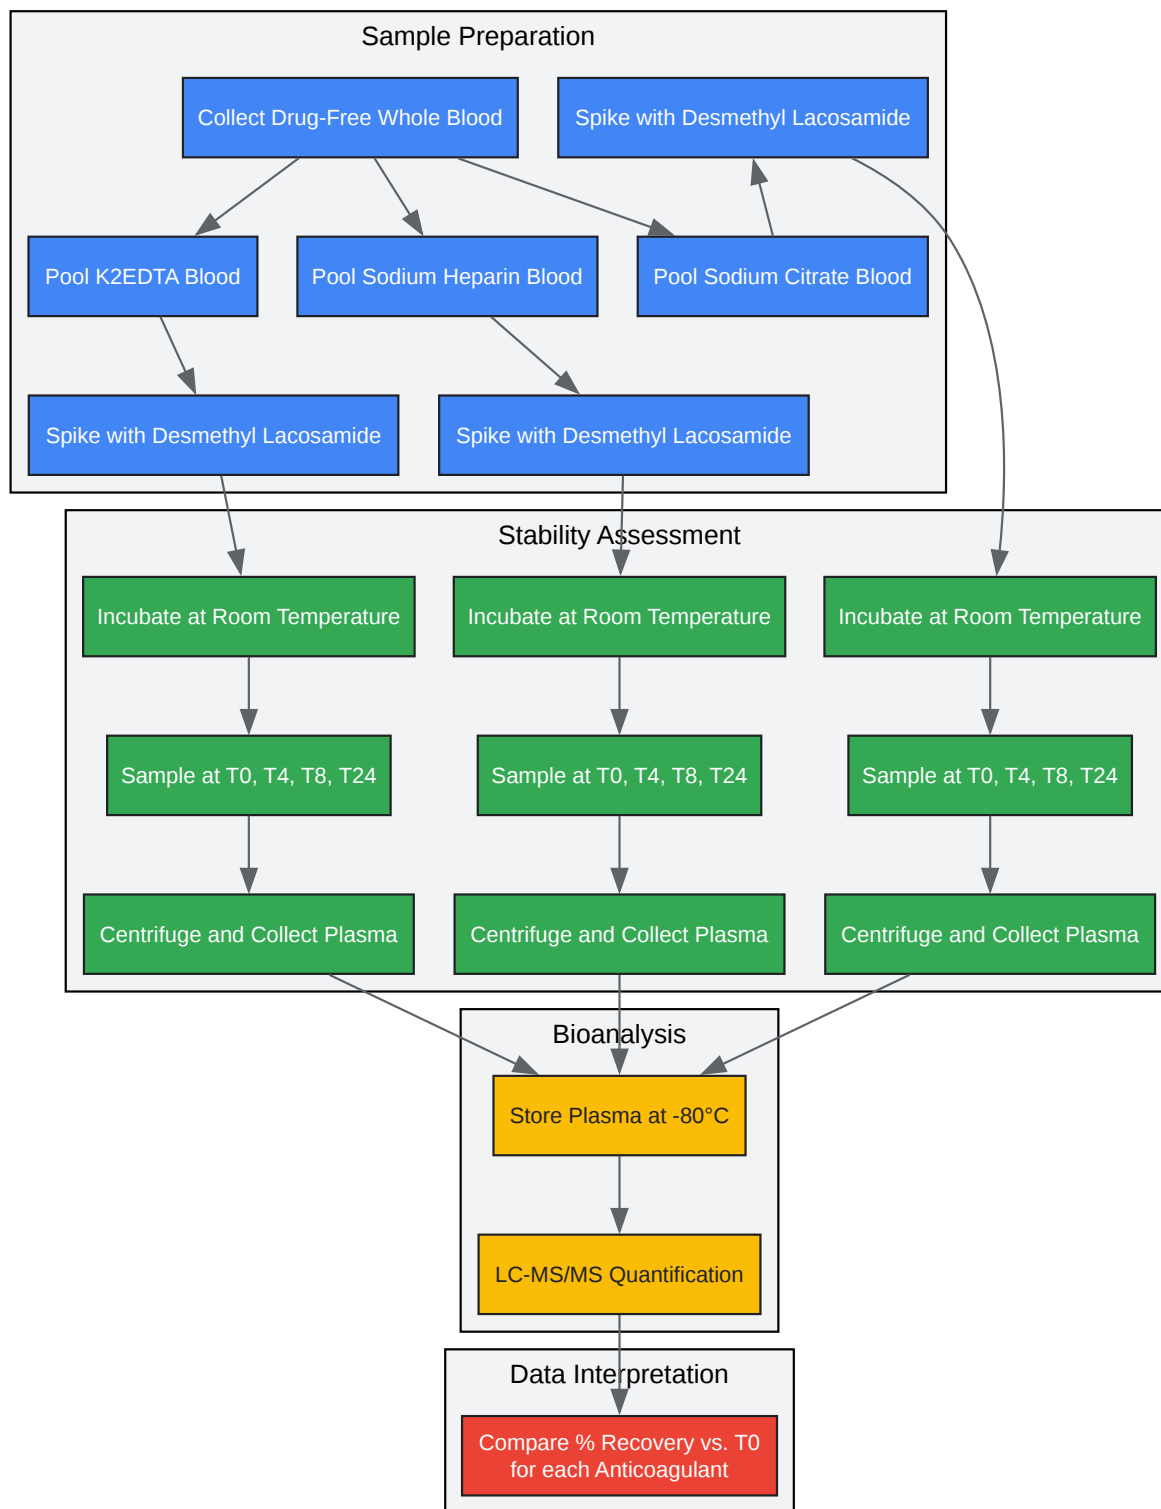 Sample Preparation
Collect Drug-Free Whole Blood
Spike with Desmethyl Lacosamide
Pool K2EDTA Blood
Pool Sodium Heparin Blood
Pool Sodium Citrate Blood
Spike with Desmethyl Lacosamide
Spike with Desmethyl Lacosamide
Stability Assessment
Incubate at Room Temperature
Incubate at Room Temperature
Incubate at Room Temperature
Sample at T0, T4, T8, T24
Sample at T0, T4, T8, T24
Sample at T0, T4, T8, T24
Centrifuge and Collect Plasma
Centrifuge and Collect Plasma
Centrifuge and Collect Plasma
Bioanalysis
Store Plasma at -80°C
LC-MS/MS Quantification
Data Interpretation
Compare % Recovery vs. T0
for each Anticoagulant